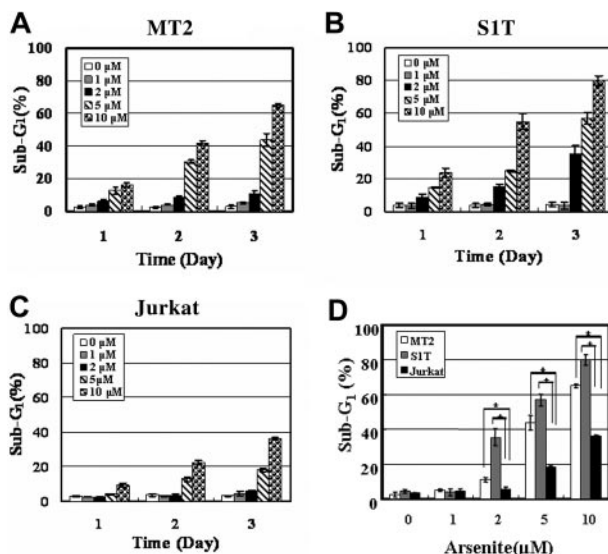 A
MT2
Sub-G1(%)
100
80
60
40
20
0
0 μM
1 μM
2 μM
5 μM
10 μM
1 2 3
Time (Day)
B
S1T
Sub-G1(%)
100
80
60
40
20
0
0 μM
1 μM
2 μM
5 μM
10 μM
1 2 3
Time (Day)
C
Jurkat
Sub-G1(%)
100
80
60
40
20
0
0 μM
1 μM
2 μM
5μM
10 μM
1 2 3
Time (Day)
D
Sub-G1 (%)
100
80
60
40
20
0
MT2
S1T
Jurkat
* * * * * *
0 1 2 5 10
Arsenite(μM)